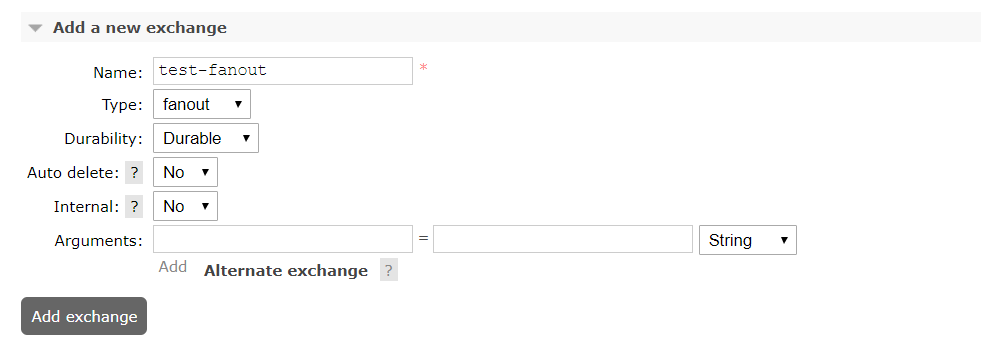 Add a new exchange
Name: test-fanout *
Type: fanout
Durability: Durable
Auto delete: ? No
Internal: ? No
Arguments: = String
Add Alternate exchange ?
Add exchange